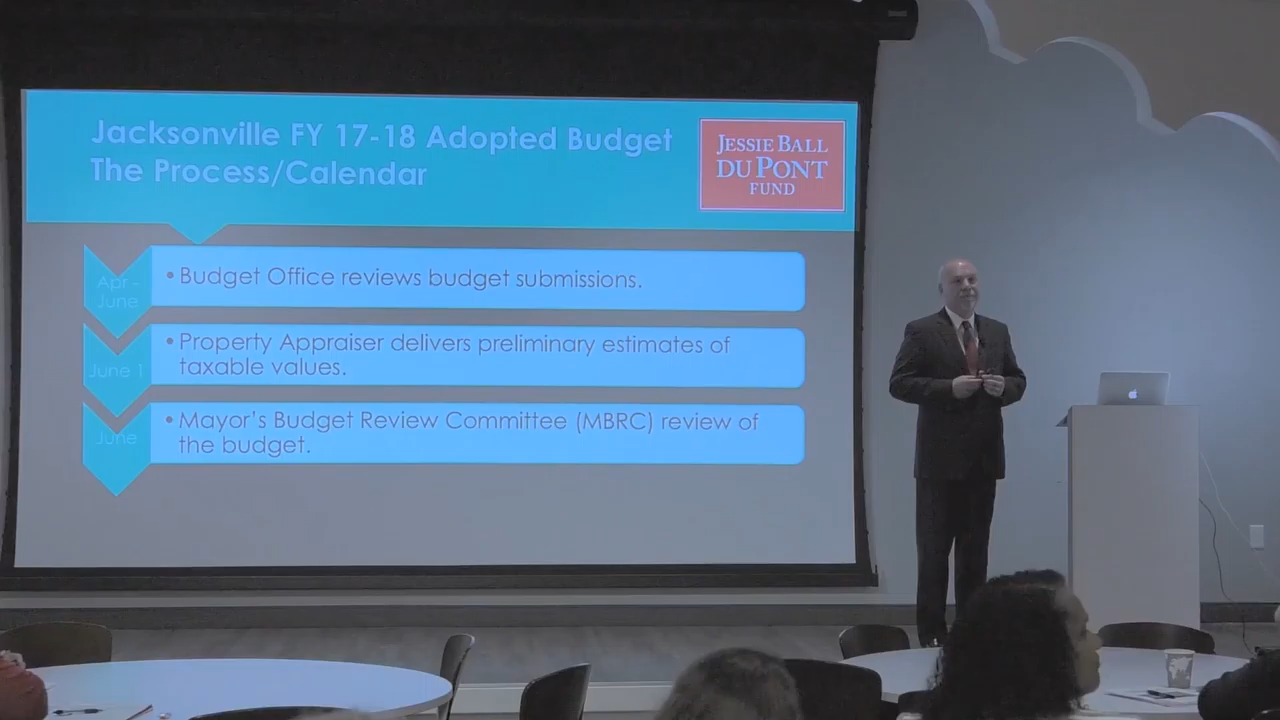 Jacksonville FY 17-18 Adopted Budget
The Process/Calendar
JESSIE BALL
DU PONT
FUND
Apr -
June
• Budget Office reviews budget submissions.
June 1
• Property Appraiser delivers preliminary estimates of
taxable values.
June
• Mayor's Budget Review Committee (MBRC) review of
the budget.